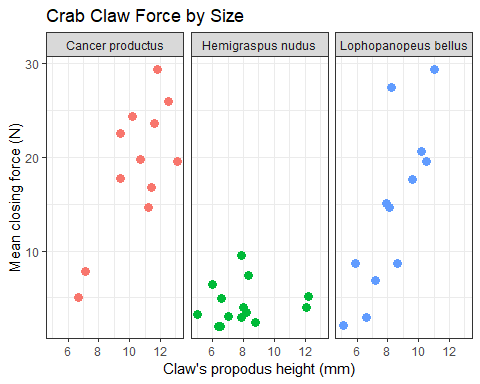 Crab Claw Force by Size
Cancer productus
Hemigraspus nudus
Lophopanopeus bellus
30
20
10
Mean closing force (N)
6 8 10 12
6 8 10 12
6 8 10 12
Claw's propodus height (mm)